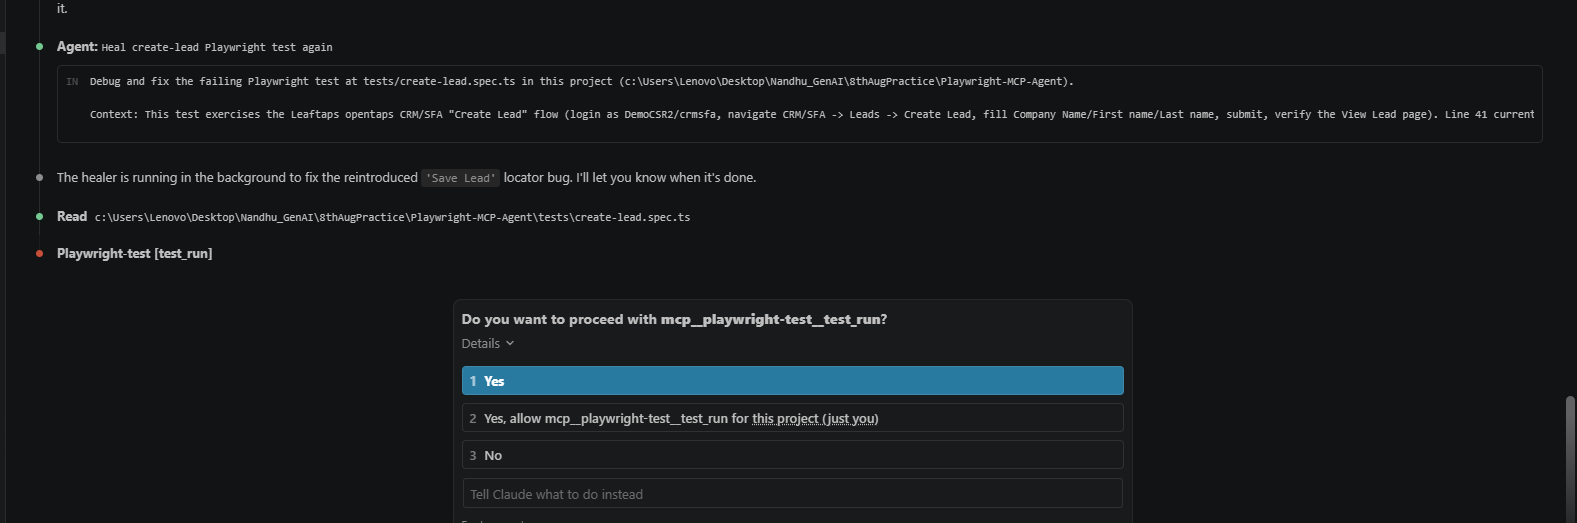 it.
Agent: Heal create-lead Playwright test again
IN Debug and fix the failing Playwright test at tests/create-lead.spec.ts in this project (c:\Users\Lenovo\Desktop\Nandhu_GenAI\8thAugPractice\Playwright-MCP-Agent).
Context: This test exercises the Leaftaps opentaps CRM/SFA "Create Lead" flow (login as DemoCSR2/crmsfa, navigate CRM/SFA -> Leads -> Create Lead, fill Company Name/First name/Last name, submit, verify the View Lead page). Line 41 current
The healer is running in the background to fix the reintroduced 'Save Lead' locator bug. I'll let you know when it's done.
Read c:\Users\Lenovo\Desktop\Nandhu_GenAI\8thAugPractice\Playwright-MCP-Agent\tests\create-lead.spec.ts
Playwright-test [test_run]
Do you want to proceed with mcp__playwright-test__test_run?
Details
1 Yes
2 Yes, allow mcp__playwright-test__test_run for this project (just you)
3 No
Tell Claude what to do instead